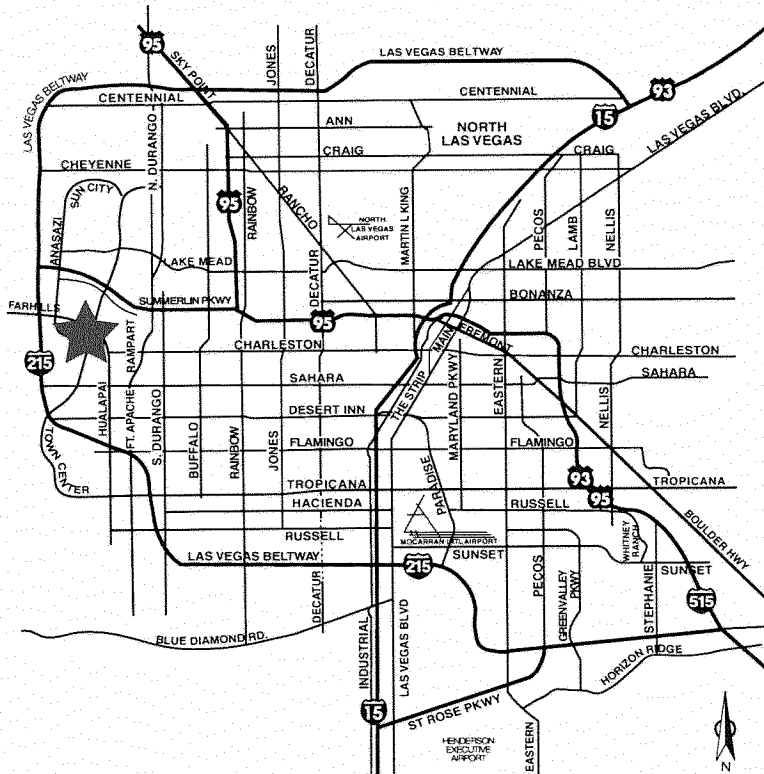 95
SKY POINT
JONES
DECATUR
LAS VEGAS BELTWAY
93
LAS VEGAS BELTWAY
CENTENNIAL
CENTENNIAL
15
LAS VEGAS BLVD.
N. DURANGO
ANN
NORTH
LAS VEGAS
CRAIG
CRAIG
CHEYENNE
SUN CITY
95
RAINBOW
RANCHO
NORTH
LAS VEGAS
AIRPORT
MARTIN L KING
PECOS
LAMB
NELLIS
ANASAZI
LAKE MEAD
DECATUR
LAKE MEAD BLVD
SUMMERLIN PKWY
BONANZA
FARHILLS
95
RAMPART
CHARLESTON
MAIN
FREMONT
CHARLESTON
215
SAHARA
SAHARA
HUALAPAI
FT. APACHE
S. DURANGO
BUFFALO
RAINBOW
JONES
THE STRIP
MARYLAND PKWY
EASTERN
NELLIS
DESERT INN
TOWN CENTER
FLAMINGO
FLAMINGO
TROPICANA
PARADISE
93
TROPICANA
HACIENDA
RUSSELL
95
RUSSELL
MCCARRAN INTL AIRPORT
WHITNEY
RANCH
BOULDER HWY
LAS VEGAS BELTWAY
215
SUNSET
SUNSET
DECATUR
PECOS
GREENVALLEY
PKWY
STEPHANIE
515
BLUE DIAMOND RD.
INDUSTRIAL
LAS VEGAS BLVD
HORIZON RIDGE
15
ST ROSE PKWY
HENDERSON
EXECUTIVE
AIRPORT
EASTERN
N